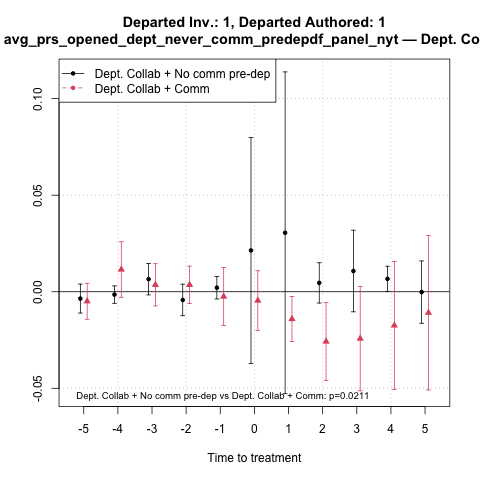 Departed Inv.: 1, Departed Authored: 1
avg_prs_opened_dept_never_comm_predepdf_panel_nyt — Dept. Co
Dept. Collab + No comm pre-dep
Dept. Collab + Comm
0.10
0.05
0.00
-0.05
Dept. Collab + No comm pre-dep vs Dept. Collab + Comm: p=0.0211
-5 -4 -3 -2 -1 0 1 2 3 4 5
Time to treatment